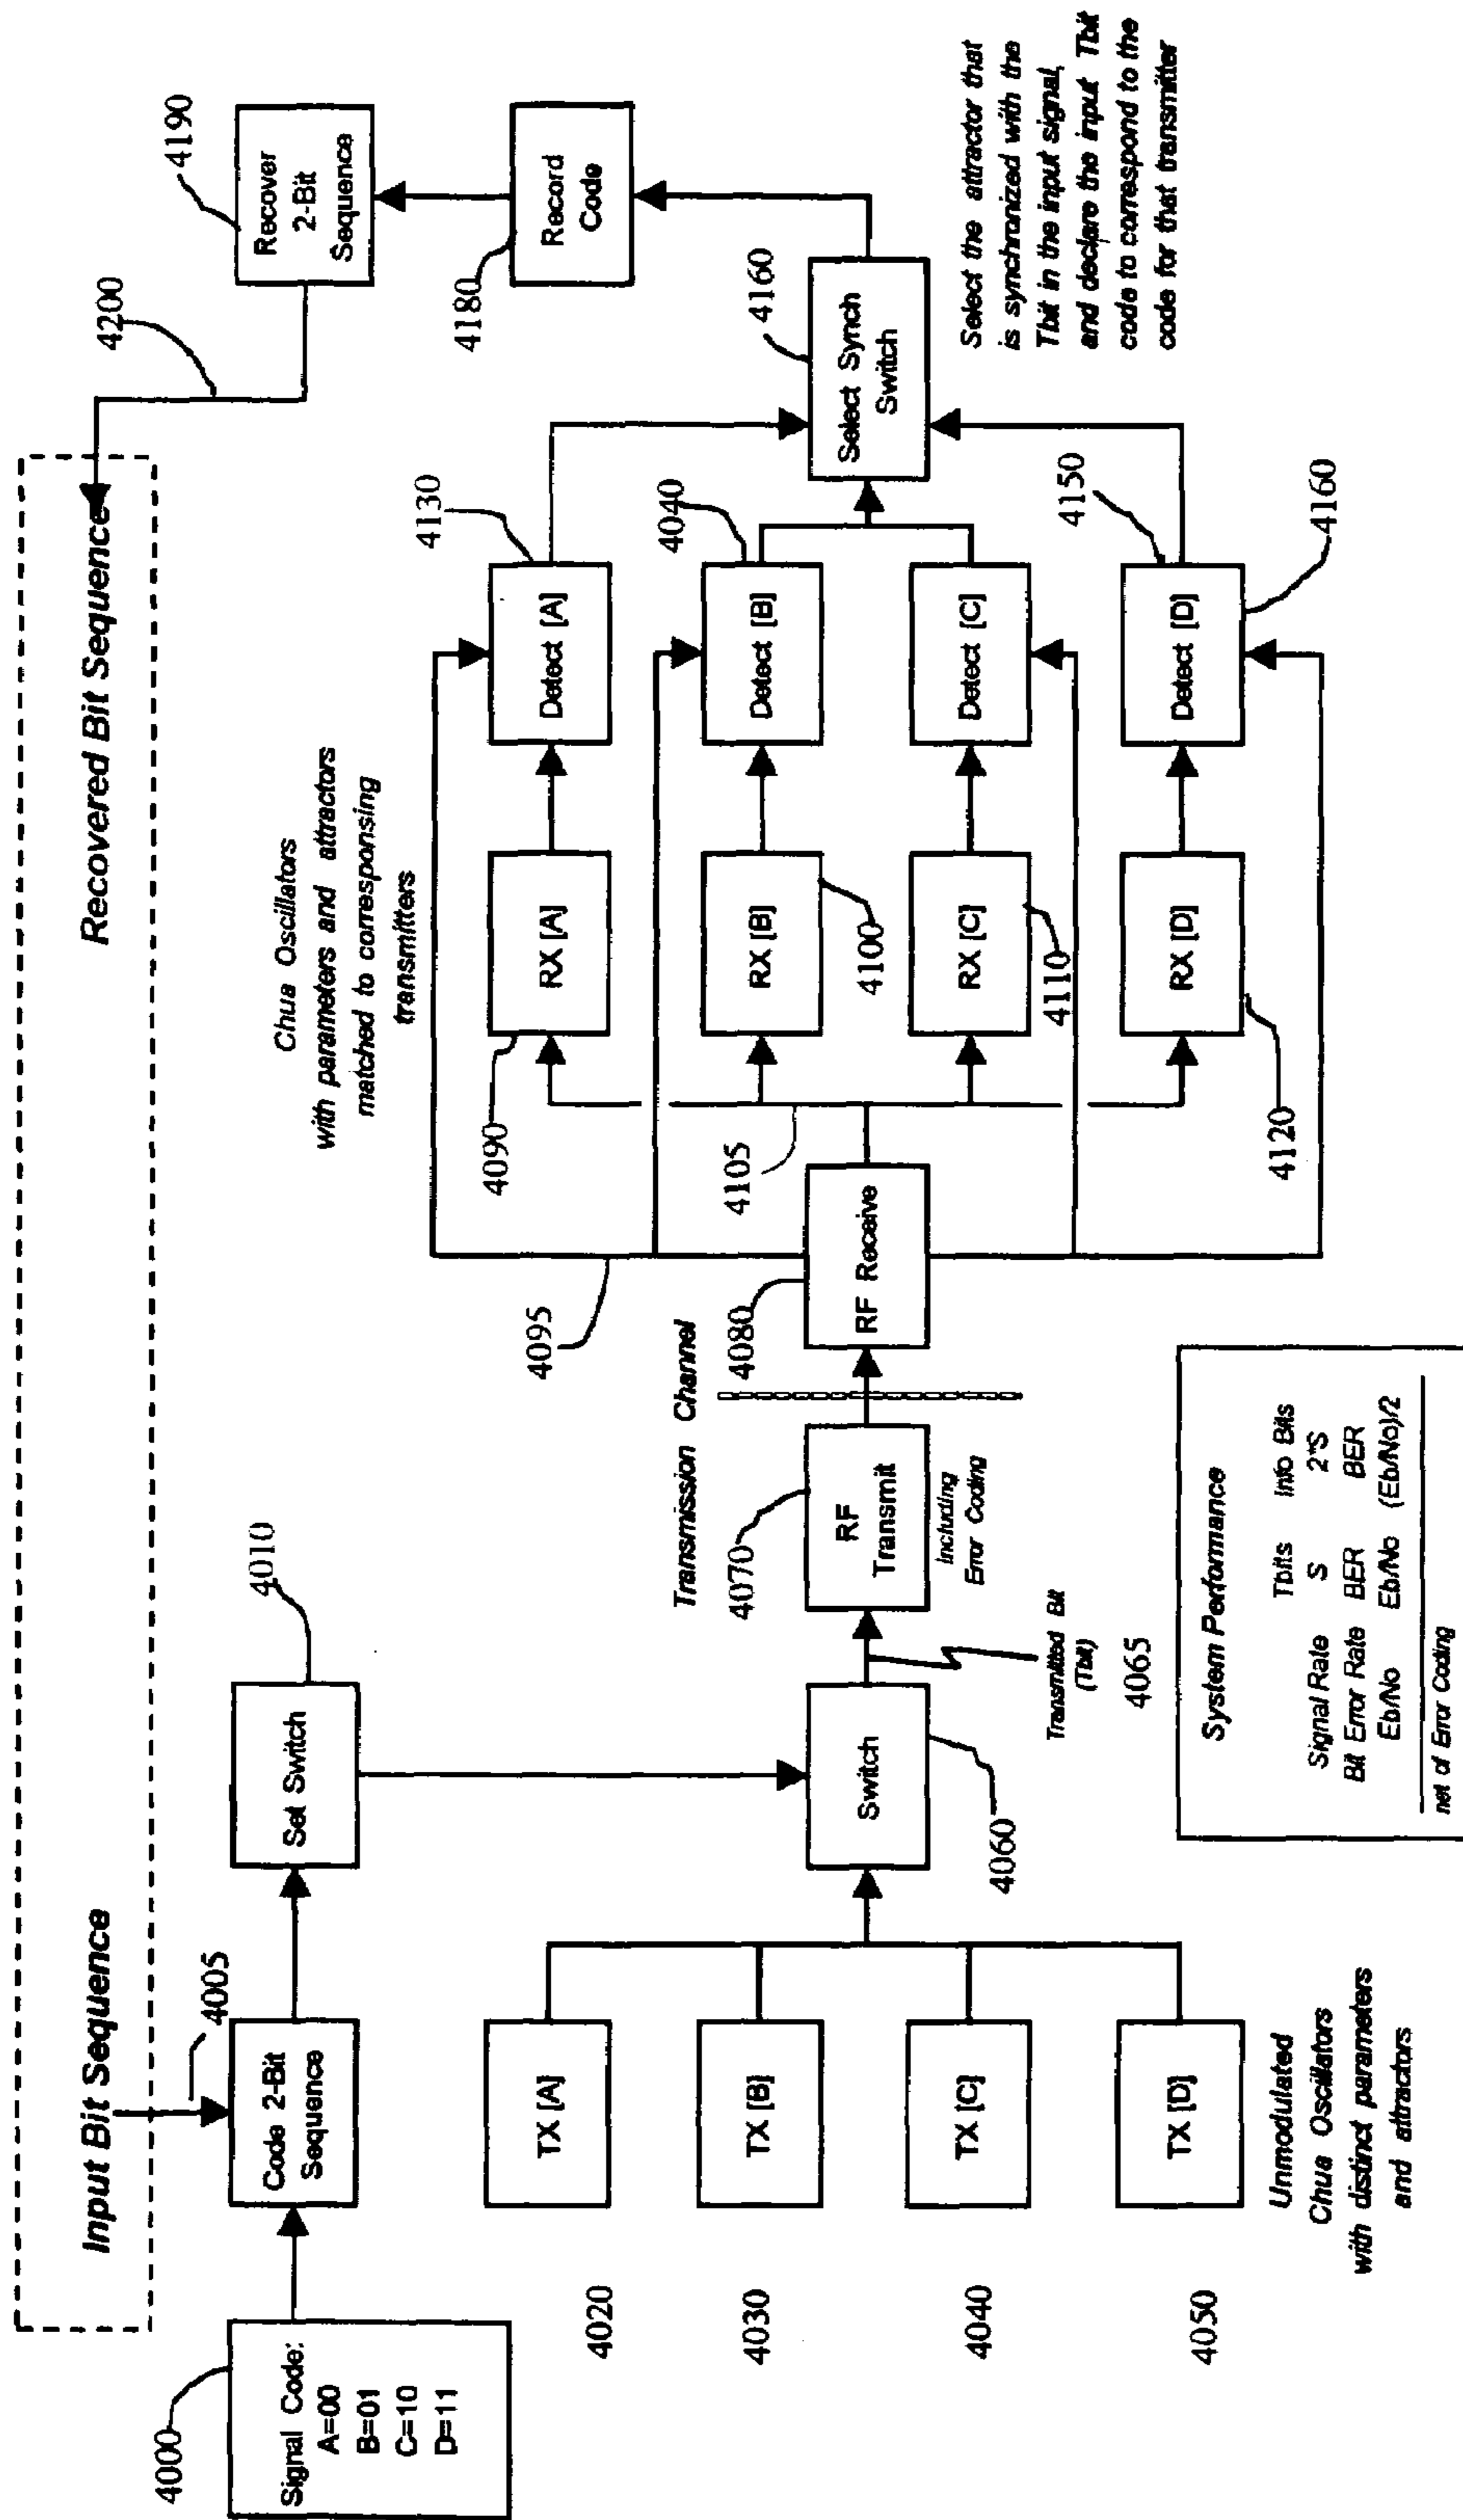 Input Bit Sequence
Recovered Bit Sequence
4000
Signal Code:
A=00
B=01
C=10
D=11
4005
Code 2-Bit
Sequence
4010
Set Switch
4020
TX [A]
4030
TX [B]
4040
TX [C]
4050
TX [D]
Unmodulated
Chua Oscillators
with distinct parameters
and attractors
Switch
4060
Transmitted Bit
(Tbit)
4065
Transmission Channel
4070
RF
Transmit
Including
Error Coding
4080
RF Receive
System Performance
Tbits Info Bits
Signal Rate S 2*S
Bit Error Rate BER BER
Eb/No Eb/No (Eb/No)/2
net of Error Coding
4095
4105
Chua Oscillators
with parameters and attractors
matched to corresponsing
transmitters
4090
RX [A]
RX [B]
4100
RX [C]
4110
RX [D]
4120
4130
Detect [A]
4040
Detect [B]
Detect [C]
4150
Detect [D]
4160
4160
Select Synch
Switch
Select the attractor that
is synchronized with the
Tbit in the input signal,
and declare the input Tbit
code to correspond to the
code for that transmitter
4180
Record
Code
4190
Recover
2-Bit
Sequence
4200